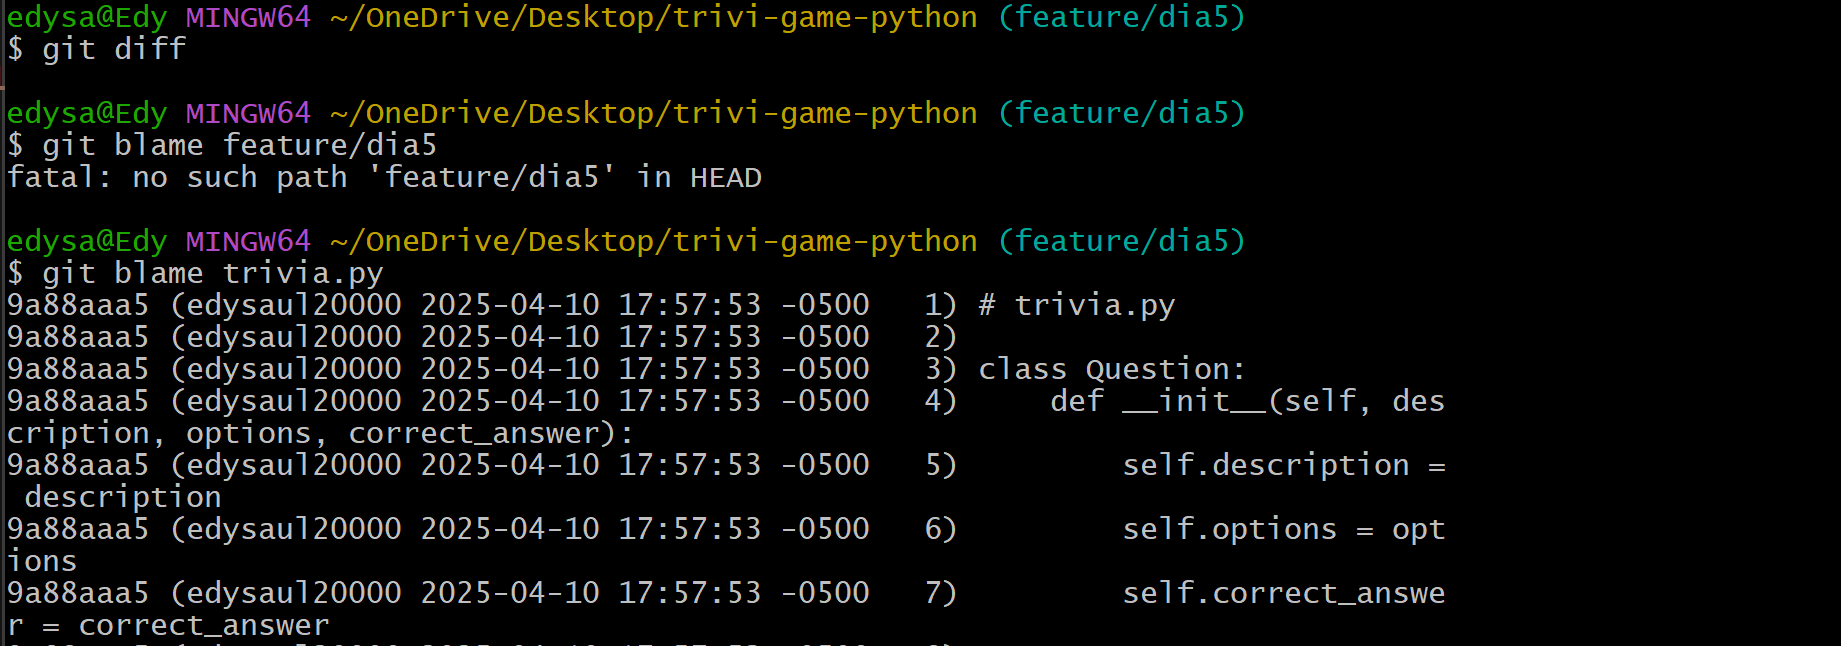 edysa@Edy MINGW64 ~/OneDrive/Desktop/trivi-game-python (feature/dia5)
$ git diff
edysa@Edy MINGW64 ~/OneDrive/Desktop/trivi-game-python (feature/dia5)
$ git blame feature/dia5
fatal: no such path 'feature/dia5' in HEAD
edysa@Edy MINGW64 ~/OneDrive/Desktop/trivi-game-python (feature/dia5)
$ git blame trivia.py
9a88aaa5 (edysaul20000 2025-04-10 17:57:53 -0500   1) # trivia.py
9a88aaa5 (edysaul20000 2025-04-10 17:57:53 -0500   2)
9a88aaa5 (edysaul20000 2025-04-10 17:57:53 -0500   3) class Question:
9a88aaa5 (edysaul20000 2025-04-10 17:57:53 -0500   4)     def __init__(self, des
cription, options, correct_answer):
9a88aaa5 (edysaul20000 2025-04-10 17:57:53 -0500   5)         self.description =
 description
9a88aaa5 (edysaul20000 2025-04-10 17:57:53 -0500   6)         self.options = opt
ions
9a88aaa5 (edysaul20000 2025-04-10 17:57:53 -0500   7)         self.correct_answe
r = correct_answer